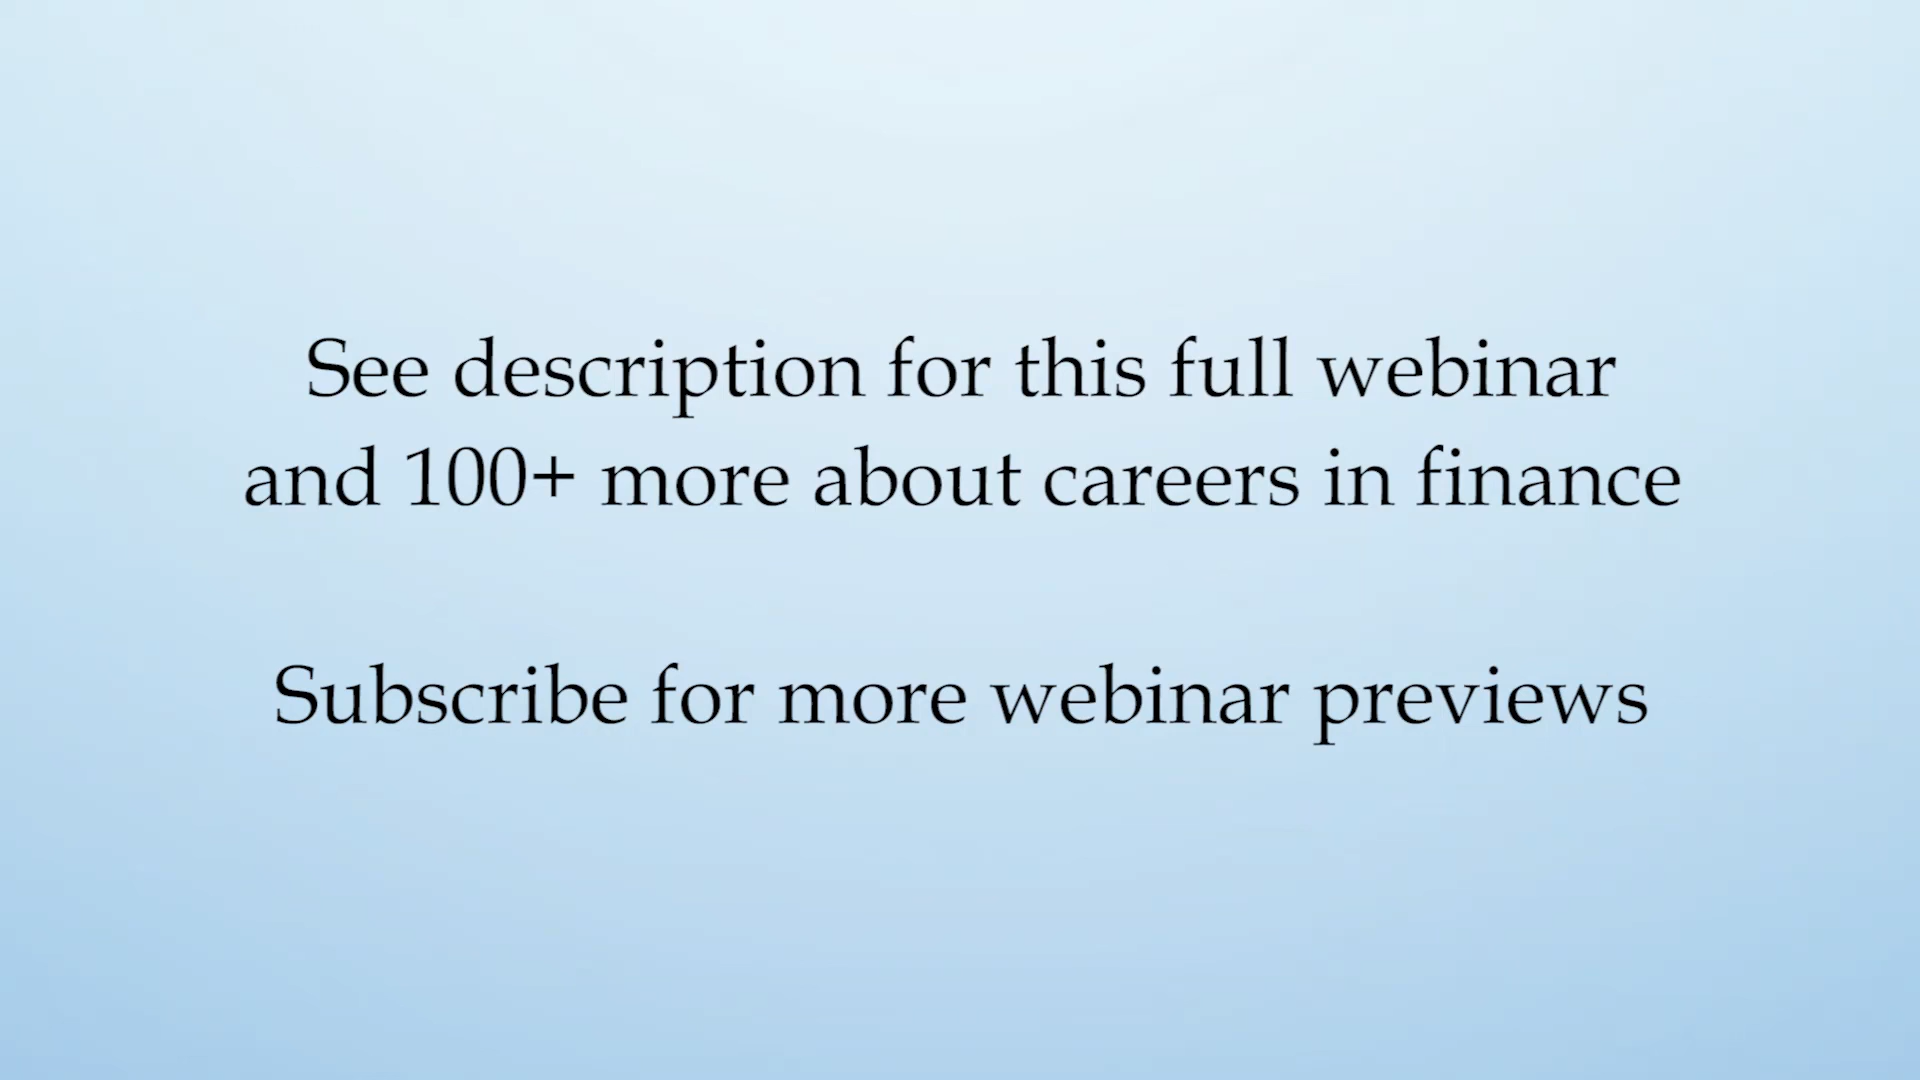 See description for this full webinar
and 100+ more about careers in finance
Subscribe for more webinar previews